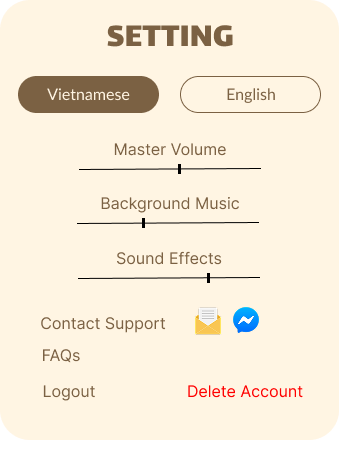 SETTING
Vietnamese English
Master Volume
Background Music
Sound Effects
Contact Support
FAQs
Logout Delete Account